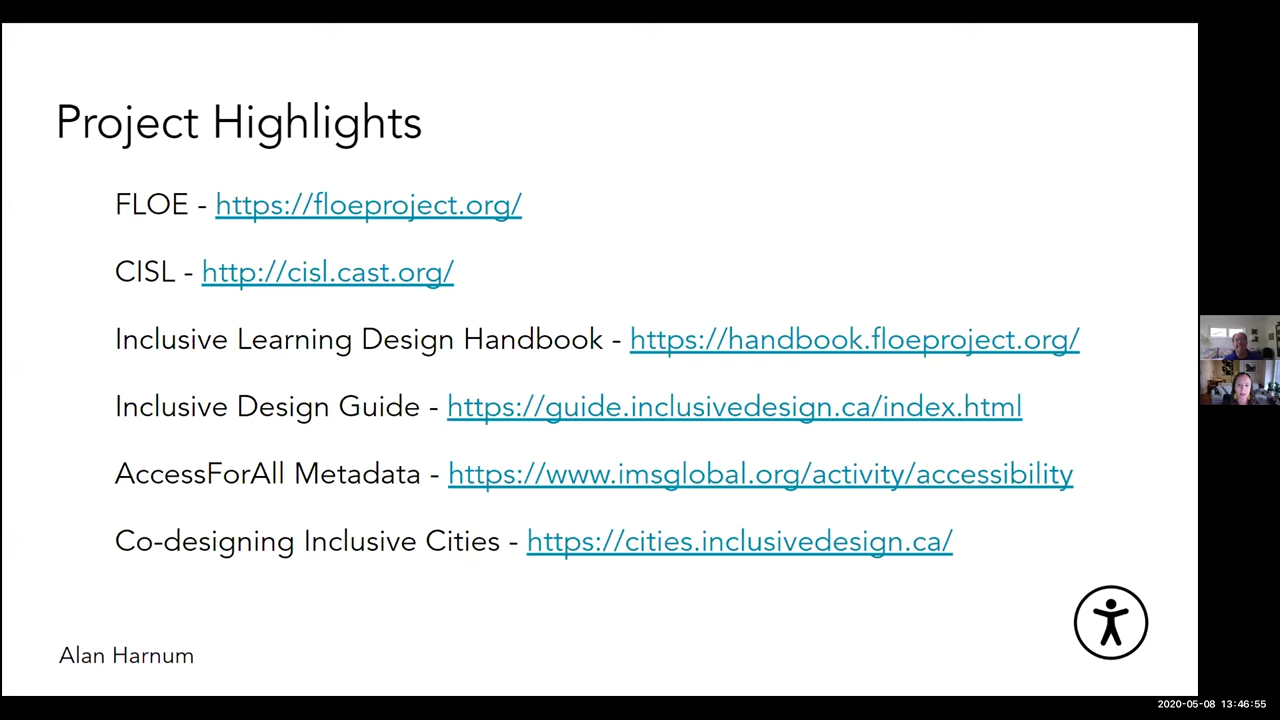 Project Highlights
FLOE - https://floeproject.org/
CISL - http://cisl.cast.org/
Inclusive Learning Design Handbook - https://handbook.floeproject.org/
Inclusive Design Guide - https://guide.inclusivedesign.ca/index.html
AccessForAll Metadata - https://www.imsglobal.org/activity/accessibility
Co-designing Inclusive Cities - https://cities.inclusivedesign.ca/
Alan Harnum
2020-05-08 13:46:55